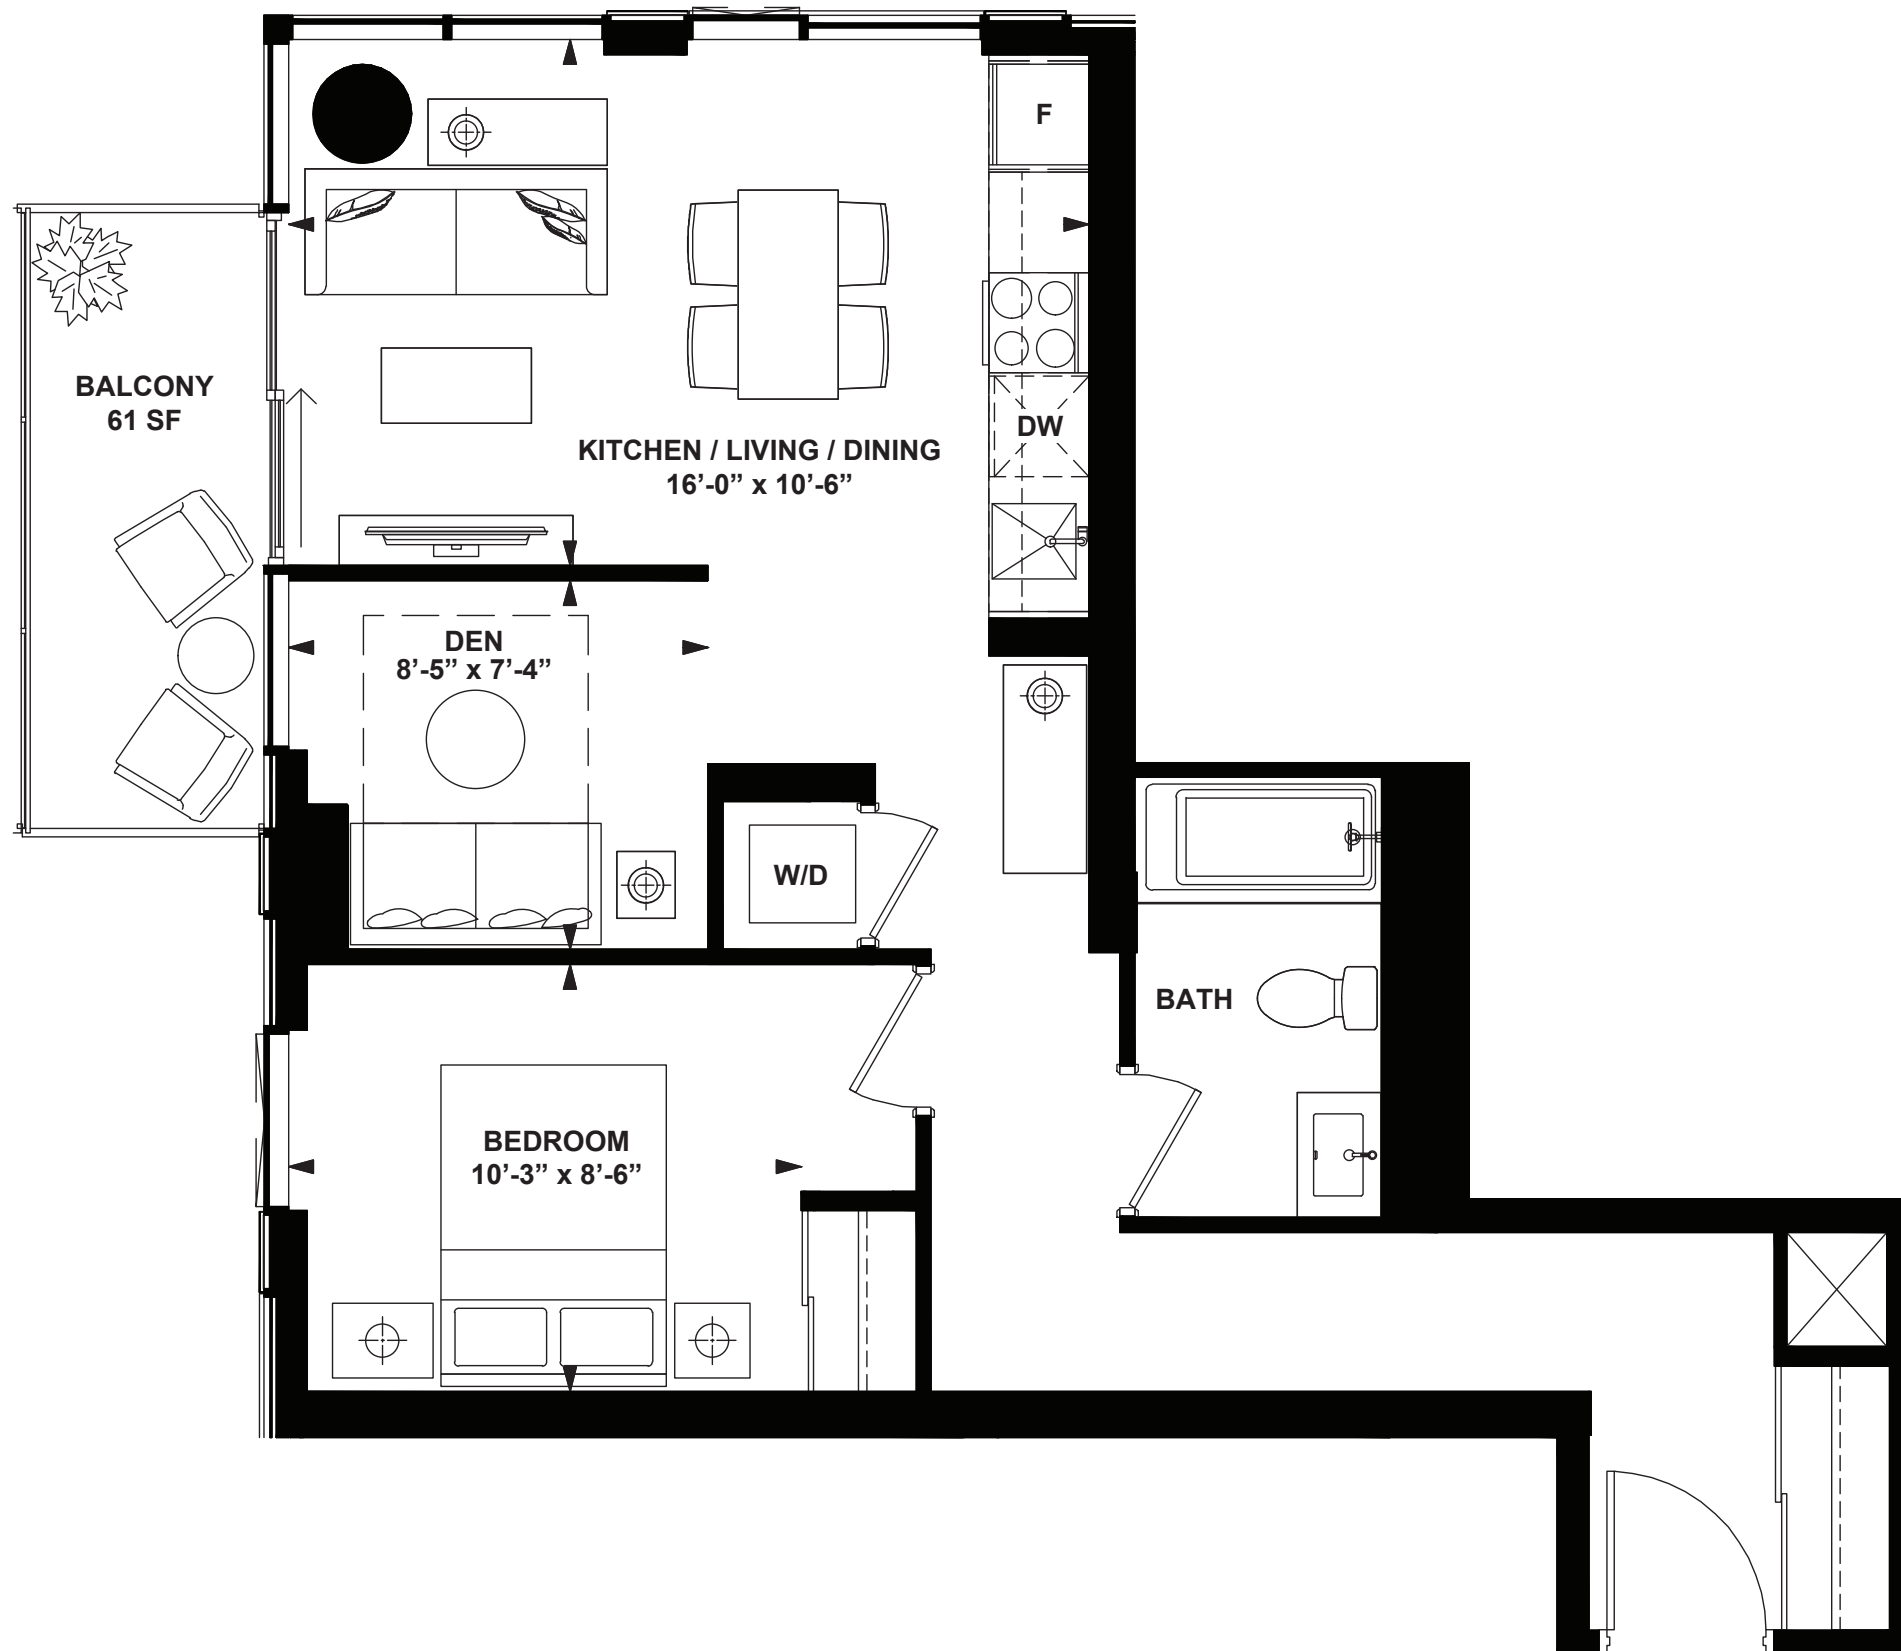 F
BALCONY
61 SF
DW
KITCHEN / LIVING / DINING
16’-0” x 10’-6”
DEN
8’-5” x 7’-4”
W/D
BATH
BEDROOM
10’-3” x 8’-6”